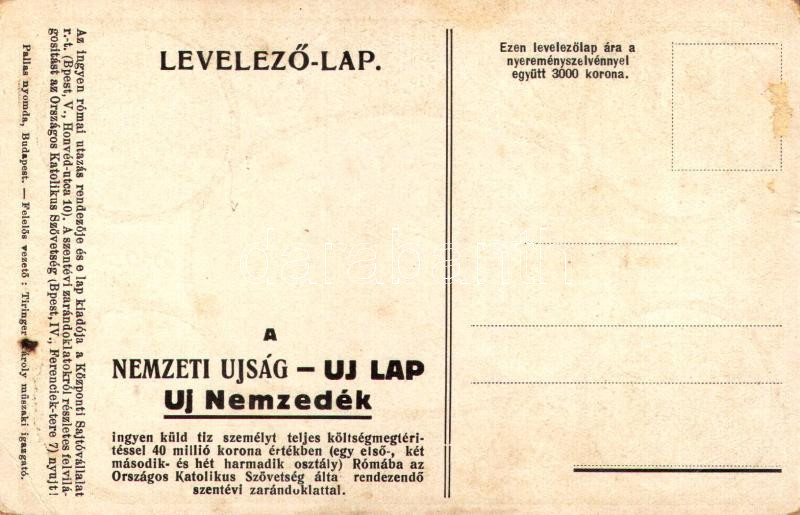 LEVELEZŐ-LAP.
Ezen levelezőlap ára a
nyereményszelvénnyel
együtt 3000 korona.
A
NEMZETI UJSÁG – UJ LAP
Uj Nemzedék
ingyen küld tiz személyt teljes költségmegtéri-
téssel 40 millió korona értékben (egy első-, két
második- és hét harmadik osztály) Rómába az
Országos Katolikus Szövetség álta rendezendő
szentévi zarándoklattal.
Az ingyen római utazás rendezője és e lap kiadója a Központi Sajtóvállalat
r.-t. (Bpest, V., Honvéd-utca 10). A szentévi zarándoklatokról részletes felvilá-
gosítást az Országos Katolikus Szövetség (Bpest, IV., Ferenciek-tere 7) nyujt!
Pallas nyomda, Budapest. — Felelős vezető: Tiringer Károly műszaki igazgató.